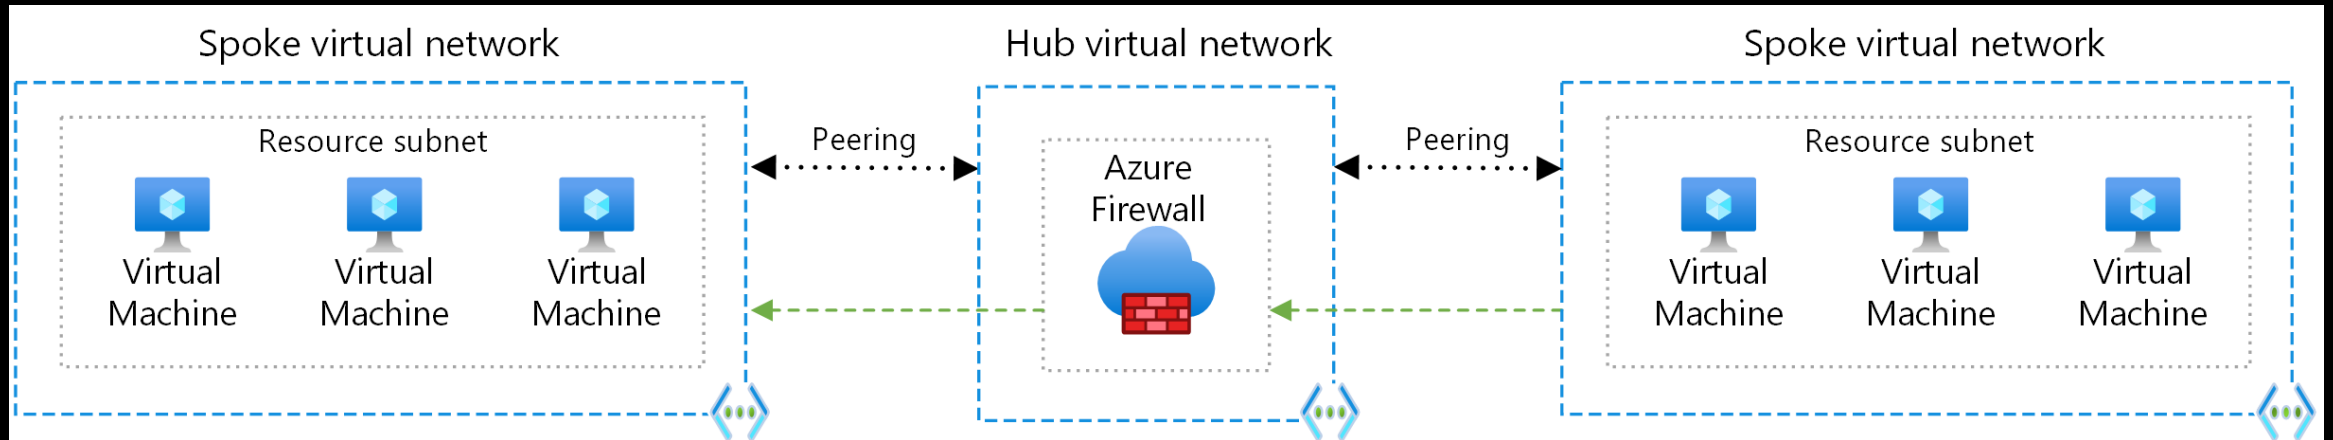 Spoke virtual network
Hub virtual network
Spoke virtual network
Resource subnet
Virtual
Machine
Virtual
Machine
Virtual
Machine
Peering
Azure
Firewall
Peering
Resource subnet
Virtual
Machine
Virtual
Machine
Virtual
Machine